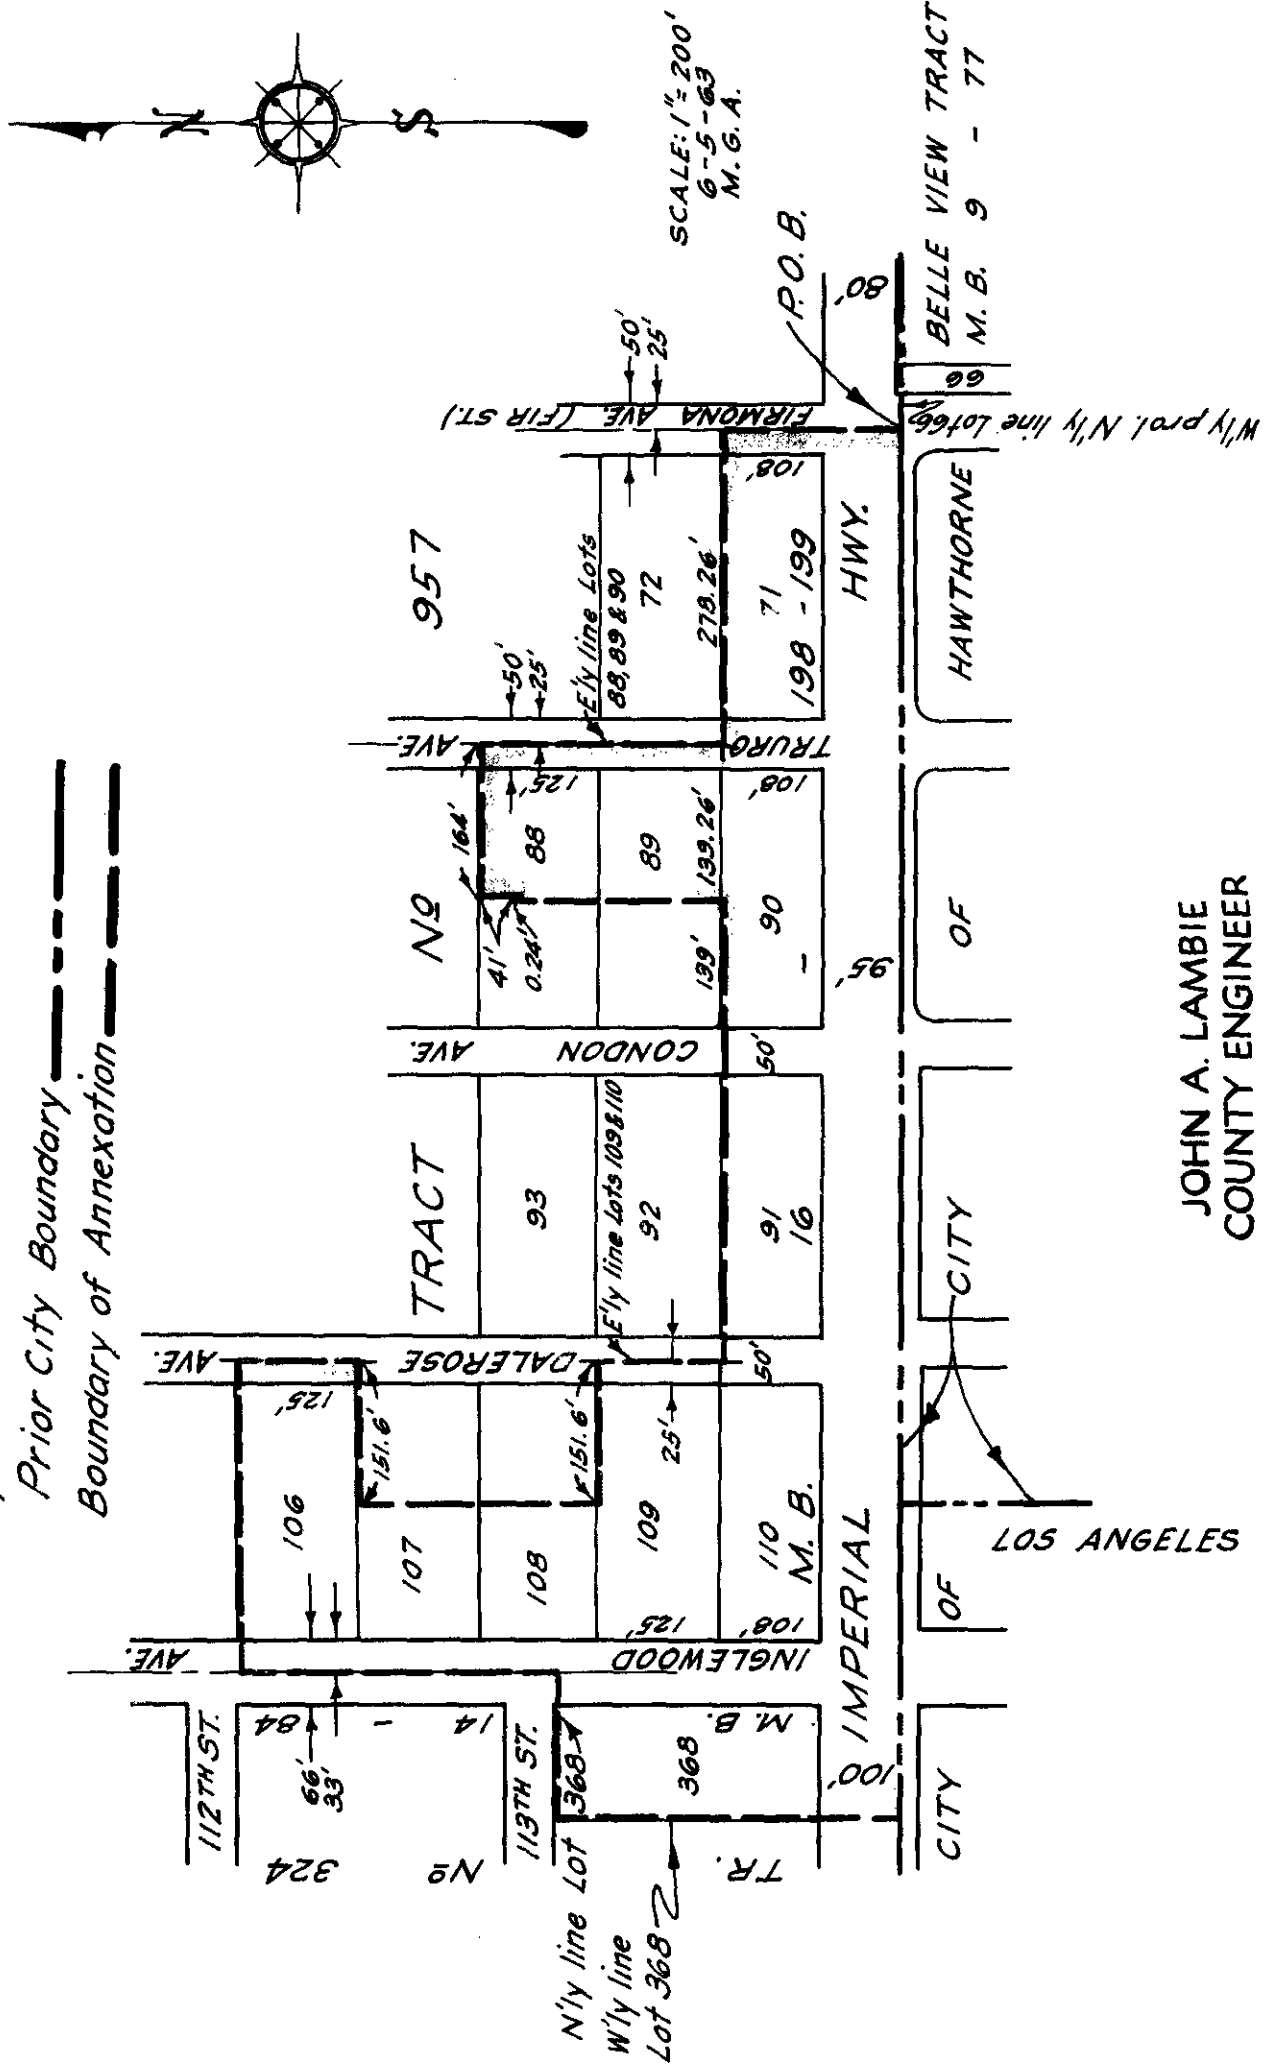 Prior City Boundary
Boundary of Annexation
N
S
SCALE: 1"=200'
6-5-63
M.G.A.
P.O.B.
BELLE VIEW TRACT
M. B. 9 - 77
80'
66
W'ly prol. N'ly line Lot 66
FIRMONA AVE. (FIR ST.)
50'
25'
108'
957
E'ly line Lots
88, 89 & 90
72
278.26'
71
198 - 199
HWY.
HAWTHORNE
50'
25'
TRURO AVE.
164'
125'
88
89
139.26'
108'
Nº
41'
0.24'
139'
90
-
95'
OF
CONDON AVE.
50'
TRACT
93
E'ly line Lots 109 & 110
92
91
16
CITY
DALEROSE AVE.
50'
125'
151.6'
151.6'
25'
106
107
108
109
110
M. B.
125'
108'
IMPERIAL
LOS ANGELES
OF
INGLEWOOD AVE.
112TH ST.
84
-
14
66'
33'
113TH ST.
M. B.
368
100'
CITY
324
Nº
TR.
N'ly line Lot 368
W'ly line
Lot 368
JOHN A. LAMBIE
COUNTY ENGINEER